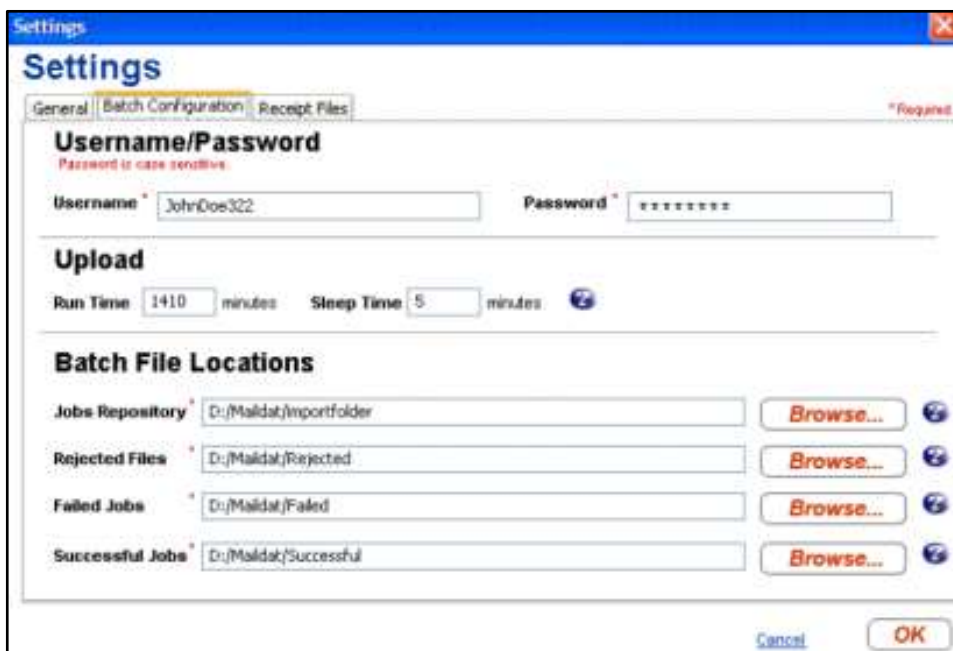 Settings
Settings
General Batch Configuration Receipt Files *Required
Username/Password
Password is case sensitive.
Username * JohnDoe322 Password * ********
Upload
Run Time 1410 minutes Sleep Time 5 minutes ?
Batch File Locations
Jobs Repository * D:/Maildat/Importfolder Browse... ?
Rejected Files * D:/Maildat/Rejected Browse... ?
Failed Jobs * D:/Maildat/Failed Browse... ?
Successful Jobs * D:/Maildat/Successful Browse... ?
Cancel OK